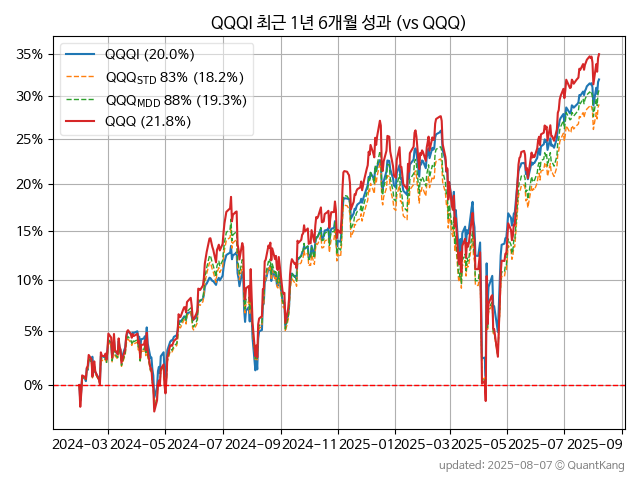 QQQI 최근 1년 6개월 성과 (vs QQQ)
QQQI (20.0%)
QQQSTD 83% (18.2%)
QQQMDD 88% (19.3%)
QQQ (21.8%)
35%
30%
25%
20%
15%
10%
5%
0%
2024-03 2024-05 2024-07 2024-09 2024-11 2025-01 2025-03 2025-05 2025-07 2025-09
updated: 2025-08-07 © QuantKang